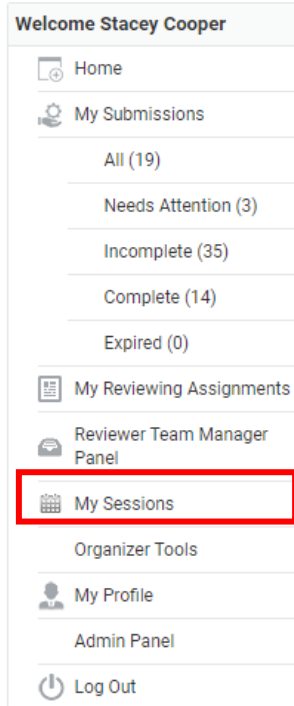 Welcome Stacey Cooper
Home
My Submissions
All (19)
Needs Attention (3)
Incomplete (35)
Complete (14)
Expired (0)
My Reviewing Assignments
Reviewer Team Manager
Panel
My Sessions
Organizer Tools
My Profile
Admin Panel
Log Out